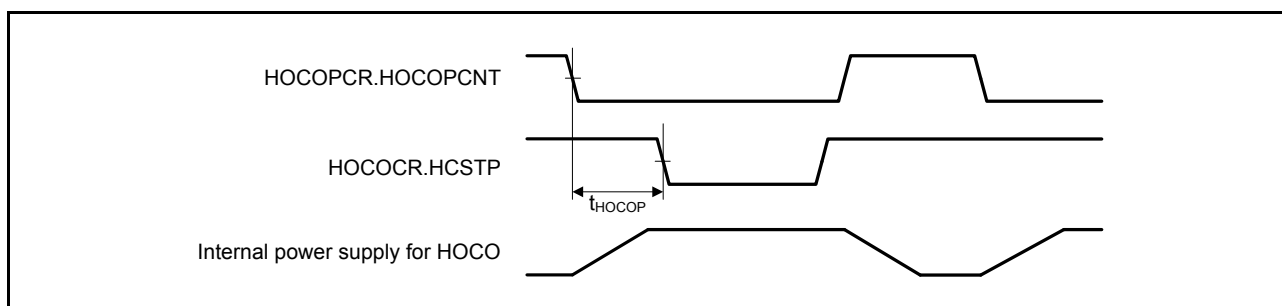 HOCOPCR.HOCOPCNT
HOCOCR.HCSTP
tHOCOP
Internal power supply for HOCO